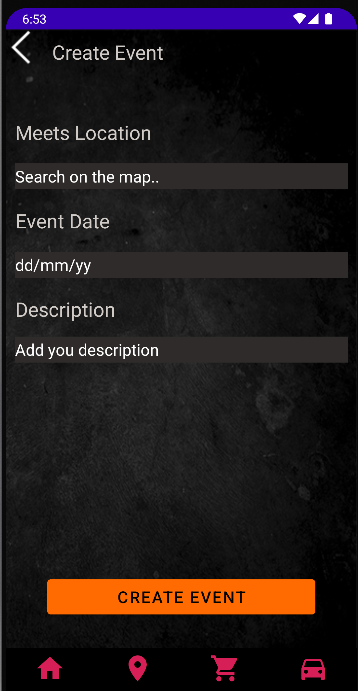 6:53
Create Event
Meets Location
Search on the map..
Event Date
dd/mm/yy
Description
Add you description
CREATE EVENT